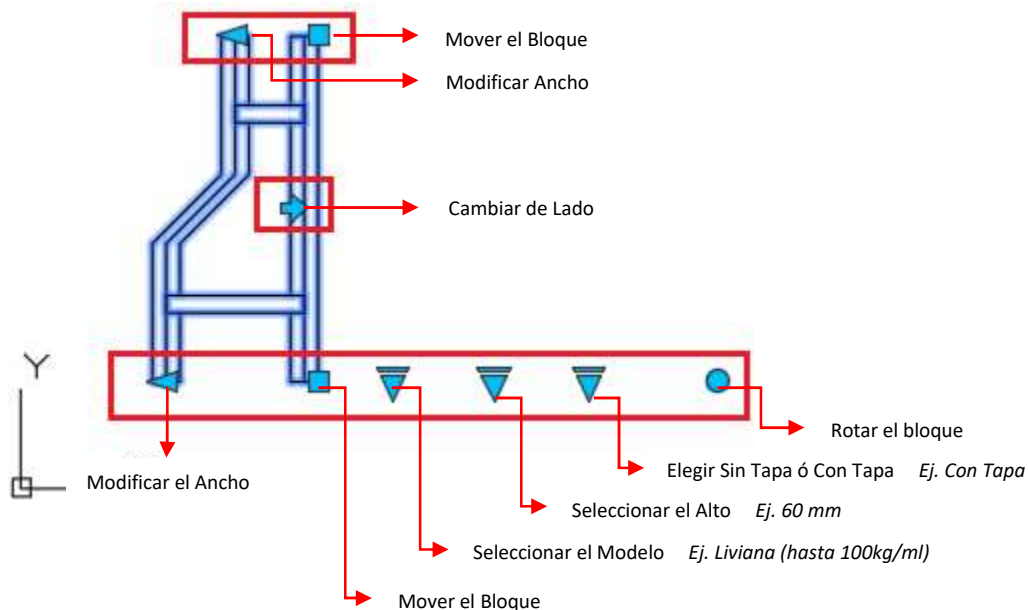 Mover el Bloque
Modificar Ancho
Cambiar de Lado
Y
Rotar el bloque
Elegir Sin Tapa ó Con Tapa Ej. Con Tapa
Modificar el Ancho
Seleccionar el Alto Ej. 60 mm
Seleccionar el Modelo Ej. Liviana (hasta 100kg/ml)
Mover el Bloque